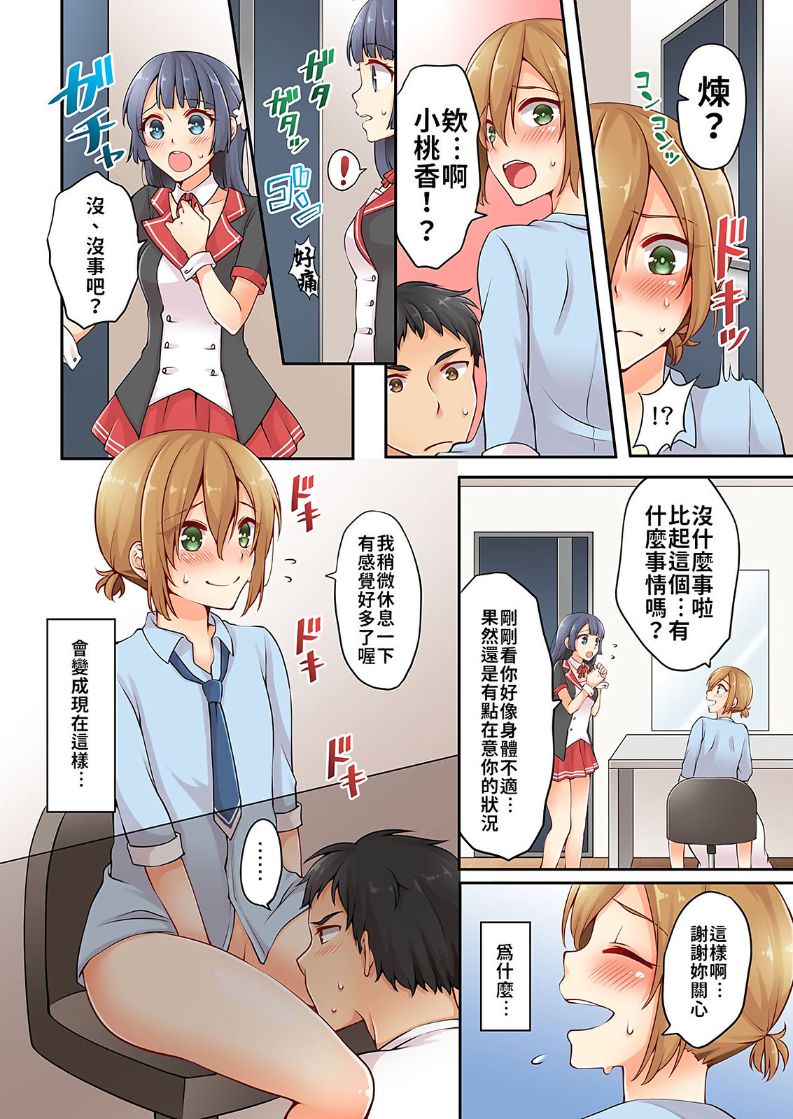 煉？
コンコンッ
ドキッ
!?
欸…啊
小桃香！？
！
ガタガタッ
ゴンッ
好痛
ガチャ
沒、沒事吧？
沒什麼事啦
比起這個…有
什麼事情嗎？
剛剛看你好像身體不適…
果然還是有點在意你的狀況
這樣啊…
謝謝妳關心
為什麼…
我稍微休息一下
有感覺好多了喔
ドキ
ドキ
ドキ
……
會變成現在這樣…